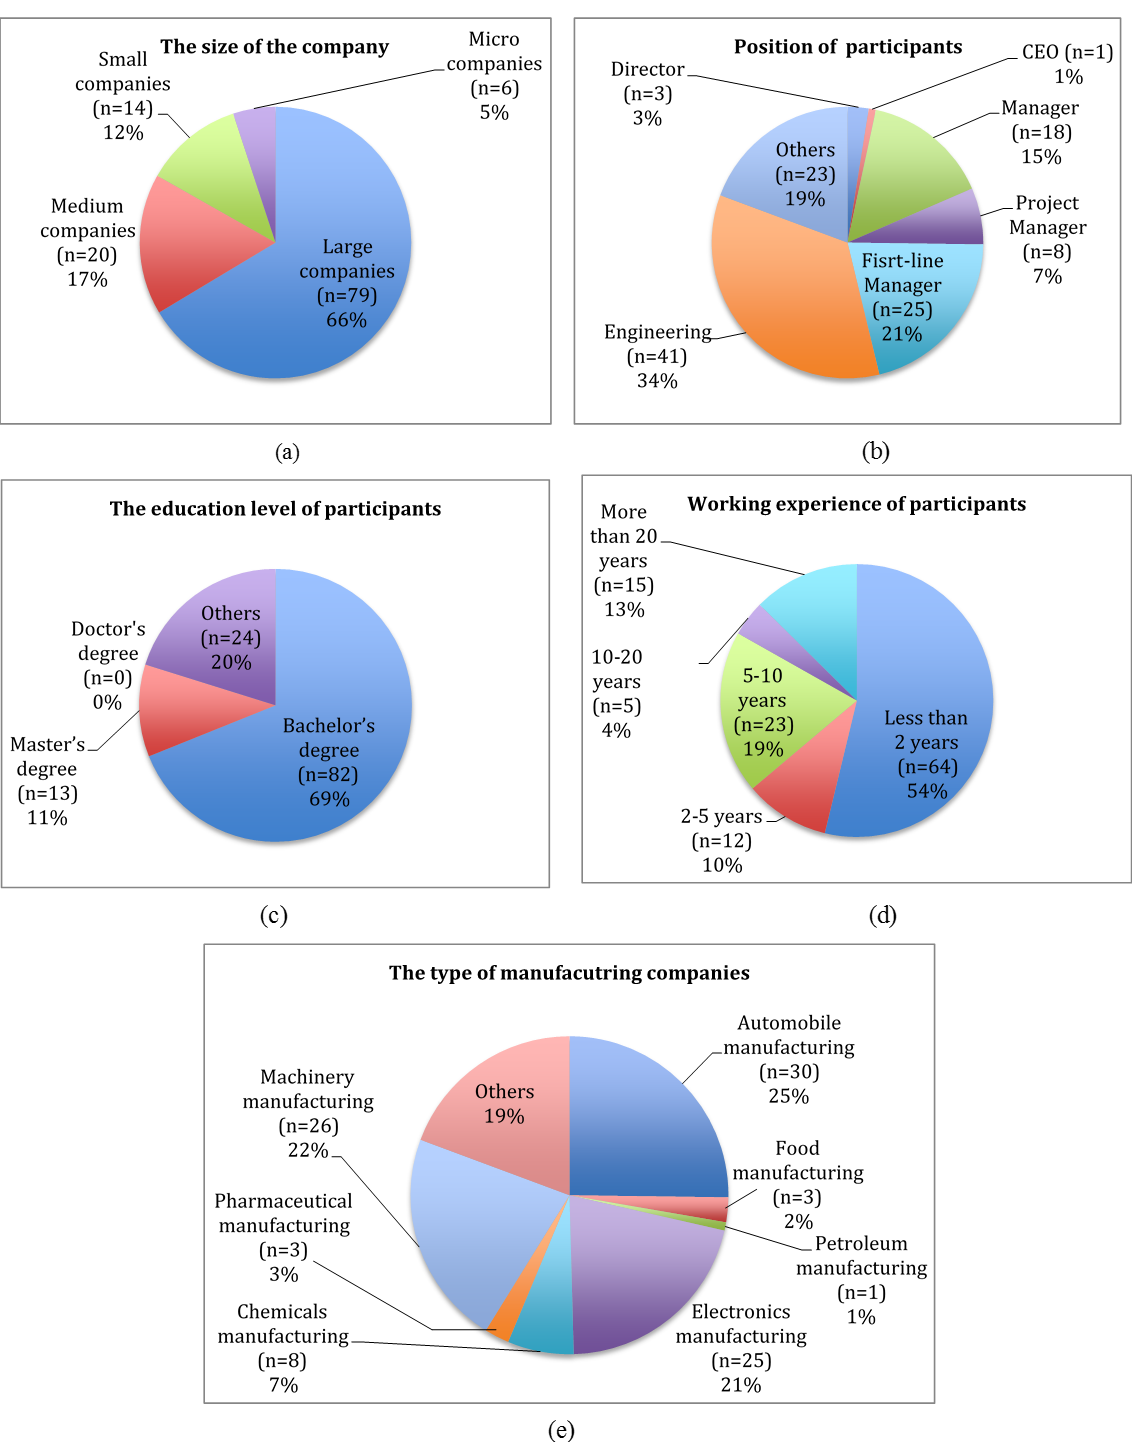 The size of the company
Micro
companies
(n=6)
5%
Small
companies
(n=14)
12%
Medium
companies
(n=20)
17%
Large
companies
(n=79)
66%
(a)
Position of participants
CEO (n=1)
1%
Director
(n=3)
3%
Manager
(n=18)
15%
Others
(n=23)
19%
Project
Manager
(n=8)
7%
Fisrt-line
Manager
(n=25)
21%
Engineering
(n=41)
34%
(b)
The education level of participants
Others
(n=24)
20%
Doctor's
degree
(n=0)
0%
Bachelor’s
degree
(n=82)
69%
Master’s
degree
(n=13)
11%
(c)
Working experience of participants
More
than 20
years
(n=15)
13%
10-20
years
(n=5)
4%
5-10
years
(n=23)
19%
Less than
2 years
(n=64)
54%
2-5 years
(n=12)
10%
(d)
The type of manufacutring companies
Automobile
manufacturing
(n=30)
25%
Machinery
manufacturing
(n=26)
22%
Others
19%
Food
manufacturing
(n=3)
2%
Pharmaceutical
manufacturing
(n=3)
3%
Petroleum
manufacturing
(n=1)
1%
Chemicals
manufacturing
(n=8)
7%
Electronics
manufacturing
(n=25)
21%
(e)